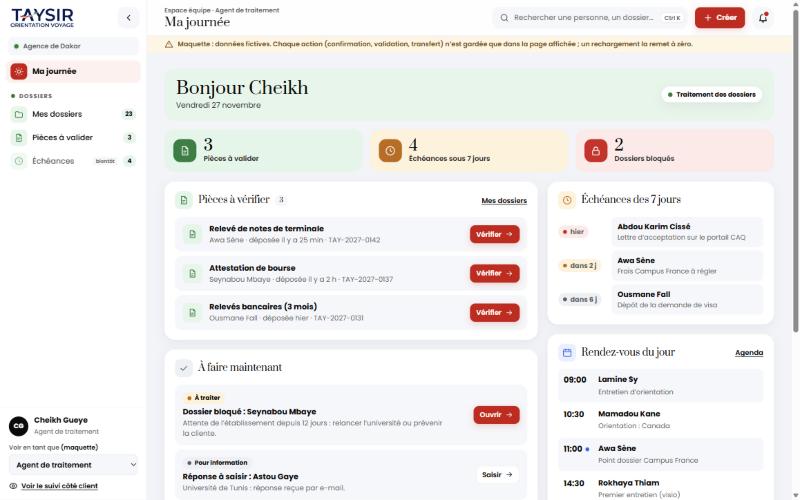 TAYSIR
ORIENTATION VOYAGE
Agence de Dakar
Ma journée
DOSSIERS
Mes dossiers 23
Pièces à valider 3
Échéances bientôt 4
Cheikh Gueye
CG
Agent de traitement
Voir en tant que (maquette)
Agent de traitement
Voir le suivi côté client
Espace équipe · Agent de traitement
Ma journée
Rechercher une personne, un dossier… Ctrl K
Créer
Maquette : données fictives. Chaque action (confirmation, validation, transfert) n'est gardée que dans la page affichée ; un rechargement la remet à zéro.
Bonjour Cheikh
Vendredi 27 novembre
Traitement des dossiers
3
Pièces à valider
4
Échéances sous 7 jours
2
Dossiers bloqués
Pièces à vérifier 3
Mes dossiers
Relevé de notes de terminale
Awa Sène · déposée il y a 25 min · TAY-2027-0142
Vérifier
Attestation de bourse
Seynabou Mbaye · déposée il y a 2 h · TAY-2027-0137
Vérifier
Relevés bancaires (3 mois)
Ousmane Fall · déposée hier · TAY-2027-0131
Vérifier
À faire maintenant
À traiter
Dossier bloqué : Seynabou Mbaye
Attente de l'établissement depuis 12 jours : relancer l'université ou prévenir
la cliente.
Ouvrir
Pour information
Réponse à saisir : Astou Gaye
Université de Tunis : réponse reçue par e-mail.
Saisir
Échéances des 7 jours
hier
Abdou Karim Cissé
Lettre d'acceptation sur le portail CAQ
dans 2 j
Awa Sène
Frais Campus France à régler
dans 6 j
Ousmane Fall
Dépôt de la demande de visa
Rendez-vous du jour
Agenda
09:00 Lamine Sy
Entretien d'orientation
10:30 Mamadou Kane
Orientation : Canada
11:00 Awa Sène
Point dossier Campus France
14:30 Rokhaya Thiam
Premier entretien (visio)